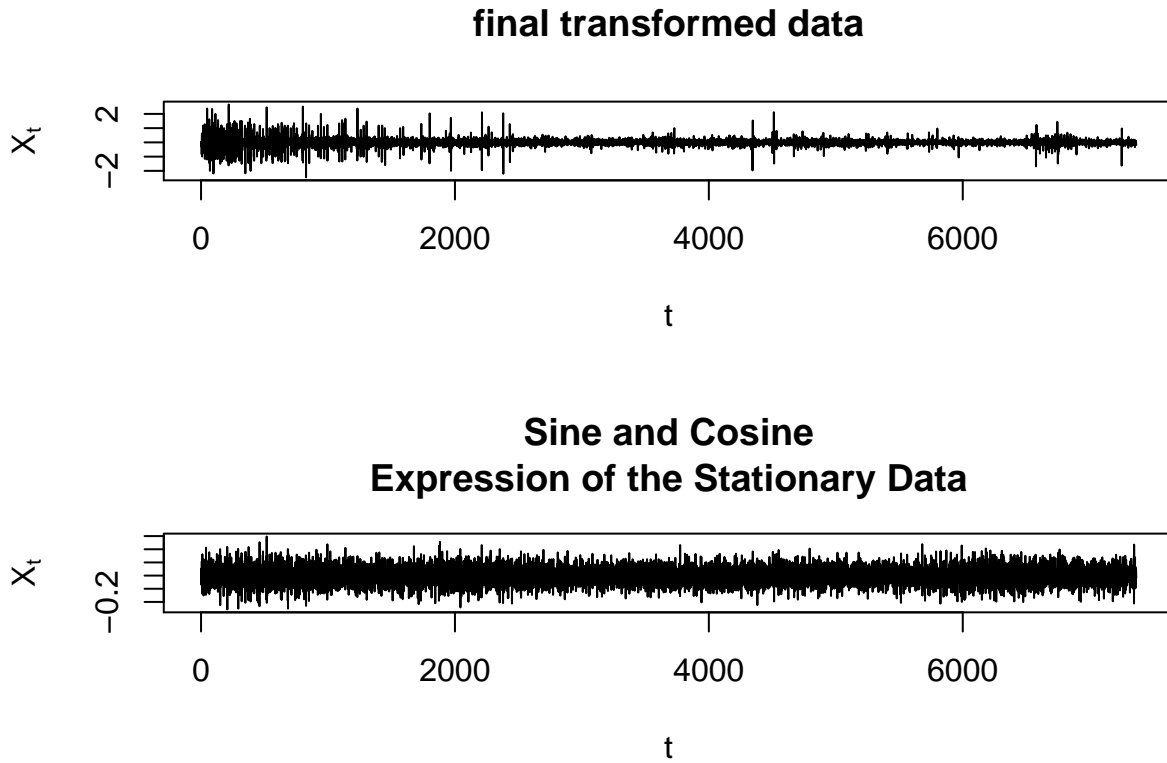 final transformed data
X_t
2
−2
0 2000 4000 6000
t
Sine and Cosine
Expression of the Stationary Data
X_t
−0.2
0 2000 4000 6000
t